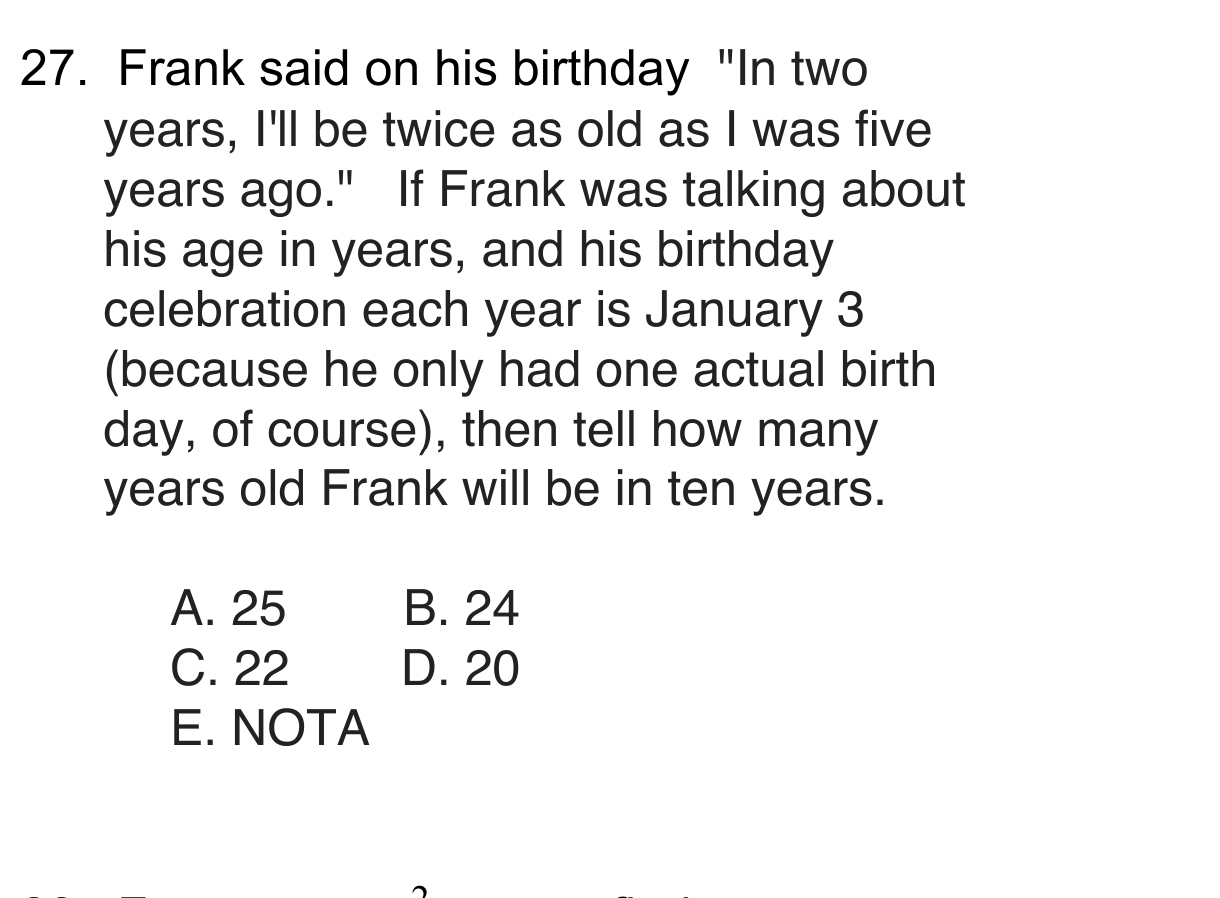 27. Frank said on his birthday "In two
years, I'll be twice as old as I was five
years ago." If Frank was talking about
his age in years, and his birthday
celebration each year is January 3
(because he only had one actual birth
day, of course), then tell how many
years old Frank will be in ten years.
A. 25 B. 24
C. 22 D. 20
E. NOTA